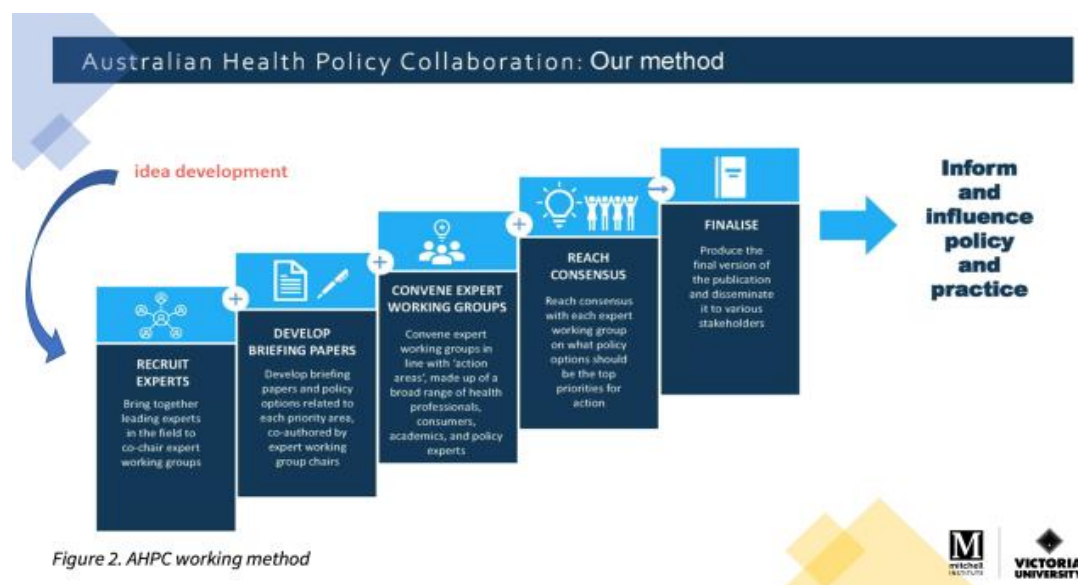 Australian Health Policy Collaboration: Our method
idea development
RECRUIT
EXPERTS
Bring together
leading experts
in the field to
co-chair expert
working groups
DEVELOP
BRIEFING PAPERS
Develop briefing
papers and policy
options related to
each priority area,
co-authored by
expert working
group chairs
CONVENE EXPERT
WORKING GROUPS
Convene expert
working groups in
line with ‘action
areas’, made up of a
broad range of health
professionals,
consumers,
academics, and policy
experts
REACH
CONSENSUS
Reach consensus
with each expert
working group
on what policy
options should
be the top
priorities for
action
FINALISE
Produce the
final version of
the publication
and disseminate
it to various
stakeholders
Inform
and
influence
policy
and
practice
Figure 2. AHPC working method
M
mitchell
INSTITUTE
VICTORIA
UNIVERSITY